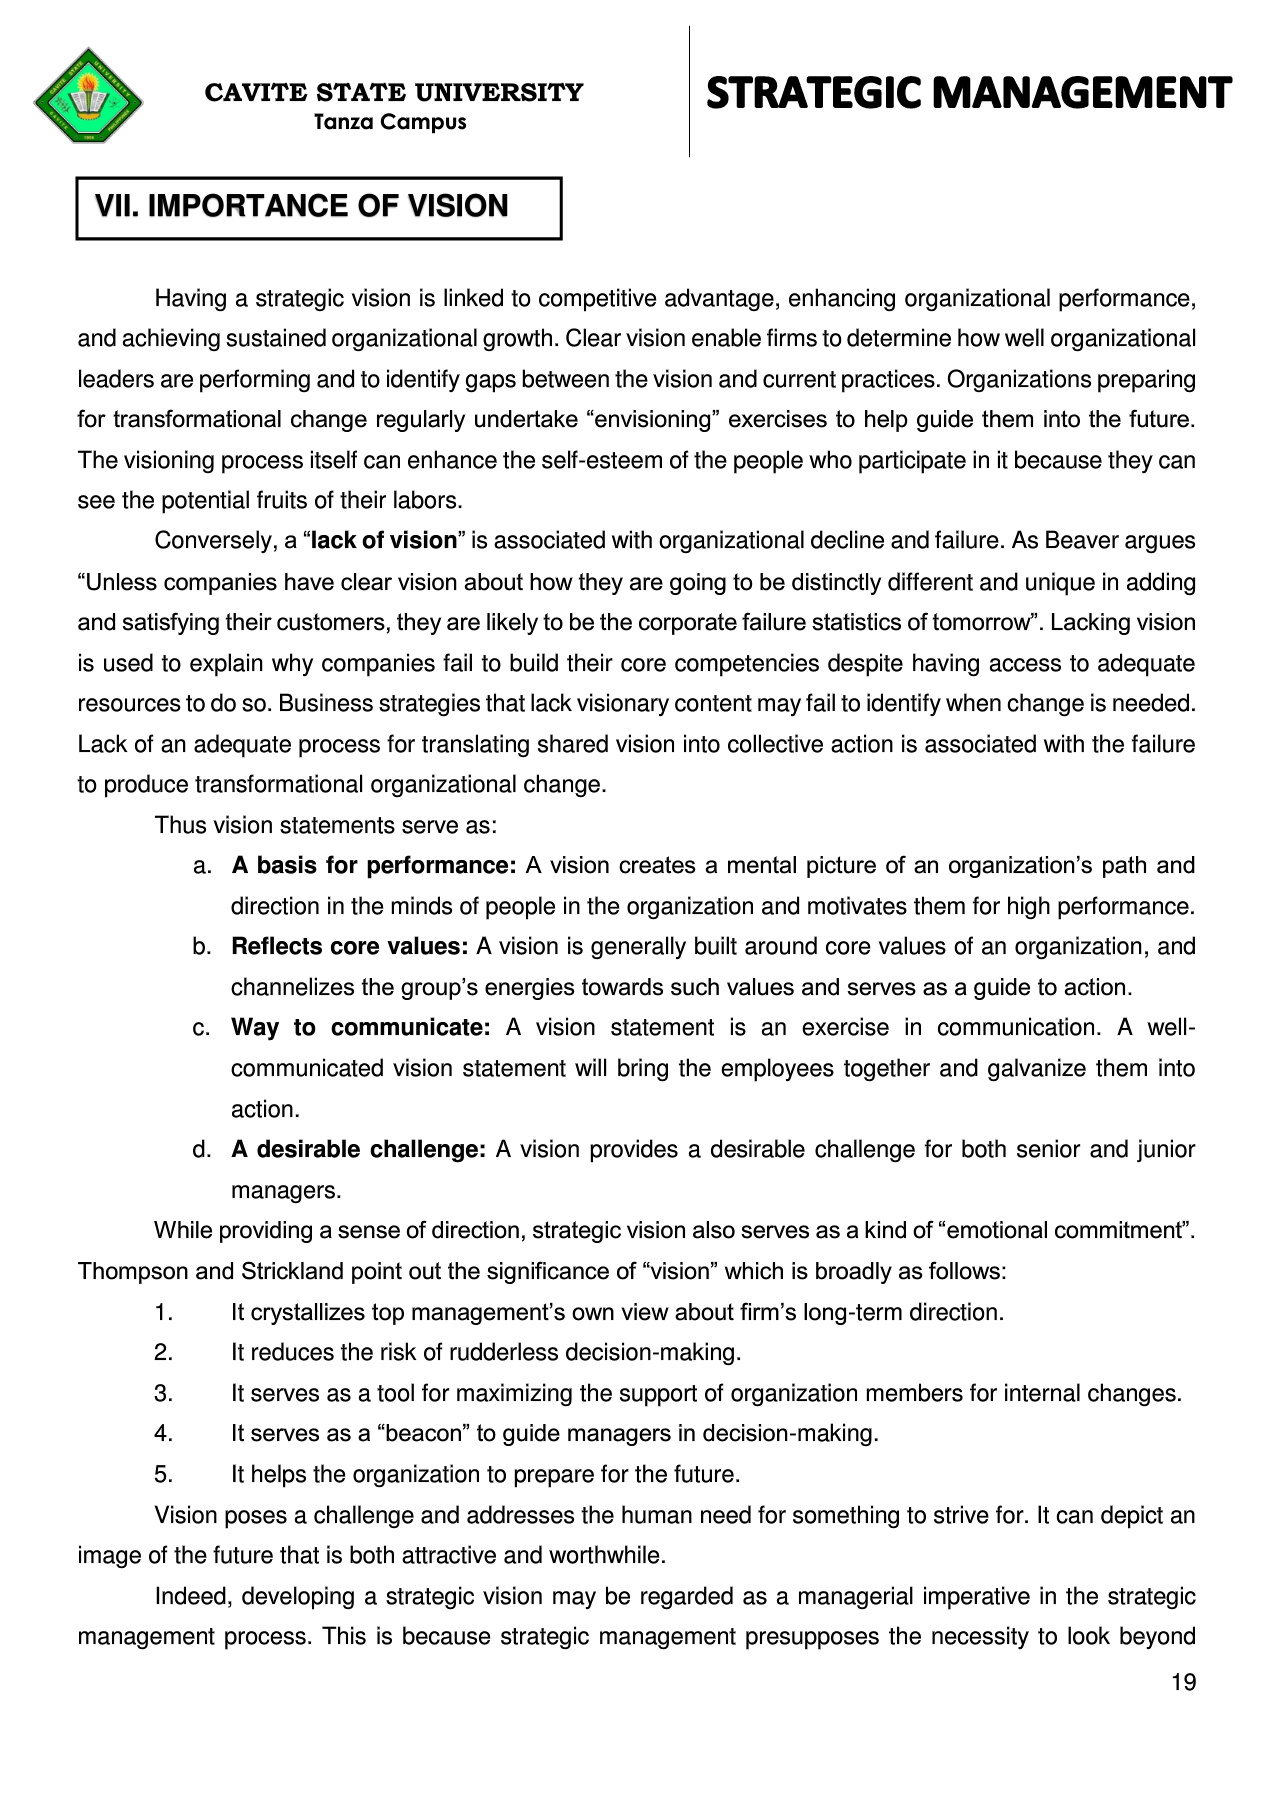 CAVITE STATE UNIVERSITY
Tanza Campus
STRATEGIC MANAGEMENT
VII. IMPORTANCE OF VISION
Having a strategic vision is linked to competitive advantage, enhancing organizational performance,
and achieving sustained organizational growth. Clear vision enable firms to determine how well organizational
leaders are performing and to identify gaps between the vision and current practices. Organizations preparing
for transformational change regularly undertake “envisioning” exercises to help guide them into the future.
The visioning process itself can enhance the self-esteem of the people who participate in it because they can
see the potential fruits of their labors.
Conversely, a “lack of vision” is associated with organizational decline and failure. As Beaver argues
“Unless companies have clear vision about how they are going to be distinctly different and unique in adding
and satisfying their customers, they are likely to be the corporate failure statistics of tomorrow”. Lacking vision
is used to explain why companies fail to build their core competencies despite having access to adequate
resources to do so. Business strategies that lack visionary content may fail to identify when change is needed.
Lack of an adequate process for translating shared vision into collective action is associated with the failure
to produce transformational organizational change.
Thus vision statements serve as:
a. A basis for performance: A vision creates a mental picture of an organization’s path and
direction in the minds of people in the organization and motivates them for high performance.
b. Reflects core values: A vision is generally built around core values of an organization, and
channelizes the group’s energies towards such values and serves as a guide to action.
c. Way to communicate: A vision statement is an exercise in communication. A well-
communicated vision statement will bring the employees together and galvanize them into
action.
d. A desirable challenge: A vision provides a desirable challenge for both senior and junior
managers.
While providing a sense of direction, strategic vision also serves as a kind of “emotional commitment”.
Thompson and Strickland point out the significance of “vision” which is broadly as follows:
1. It crystallizes top management’s own view about firm’s long-term direction.
2. It reduces the risk of rudderless decision-making.
3. It serves as a tool for maximizing the support of organization members for internal changes.
4. It serves as a “beacon” to guide managers in decision-making.
5. It helps the organization to prepare for the future.
Vision poses a challenge and addresses the human need for something to strive for. It can depict an
image of the future that is both attractive and worthwhile.
Indeed, developing a strategic vision may be regarded as a managerial imperative in the strategic
management process. This is because strategic management presupposes the necessity to look beyond
19